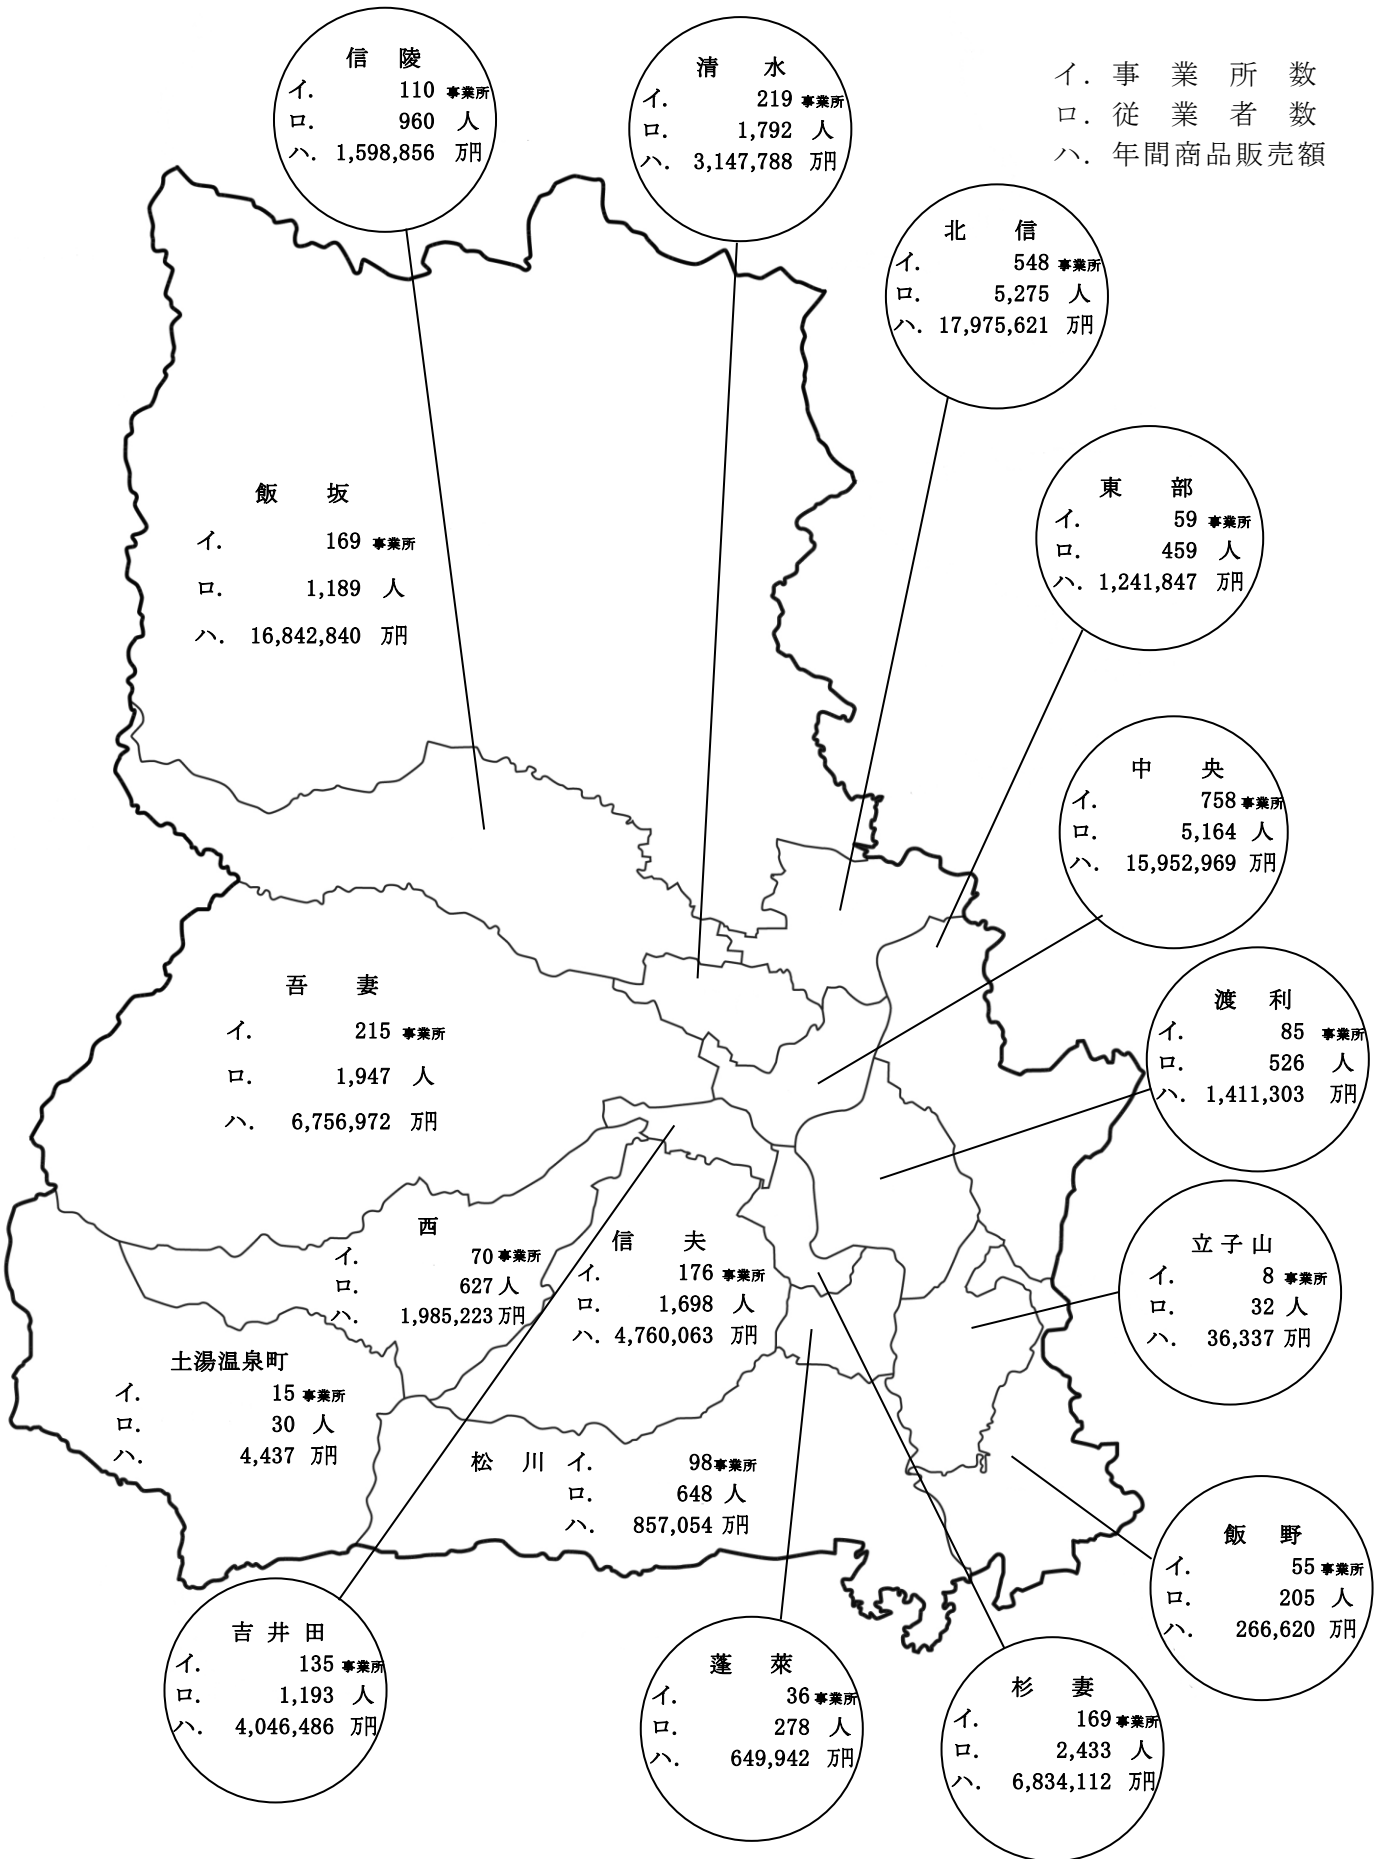 イ．事業所数
ロ．従業者数
ハ．年間商品販売額
信陵
イ． 110 事業所
ロ． 960 人
ハ． 1,598,856 万円
清水
イ． 219 事業所
ロ． 1,792 人
ハ． 3,147,788 万円
北信
イ． 548 事業所
ロ． 5,275 人
ハ． 17,975,621 万円
東部
イ． 59 事業所
ロ． 459 人
ハ． 1,241,847 万円
飯坂
イ． 169 事業所
ロ． 1,189 人
ハ． 16,842,840 万円
中央
イ． 758 事業所
ロ． 5,164 人
ハ． 15,952,969 万円
吾妻
イ． 215 事業所
ロ． 1,947 人
ハ． 6,756,972 万円
渡利
イ． 85 事業所
ロ． 526 人
ハ． 1,411,303 万円
西
イ． 70 事業所
ロ． 627 人
ハ． 1,985,223 万円
信夫
イ． 176 事業所
ロ． 1,698 人
ハ． 4,760,063 万円
立子山
イ． 8 事業所
ロ． 32 人
ハ． 36,337 万円
土湯温泉町
イ． 15 事業所
ロ． 30 人
ハ． 4,437 万円
松川 イ． 98 事業所
ロ． 648 人
ハ． 857,054 万円
飯野
イ． 55 事業所
ロ． 205 人
ハ． 266,620 万円
吉井田
イ． 135 事業所
ロ． 1,193 人
ハ． 4,046,486 万円
蓬萊
イ． 36 事業所
ロ． 278 人
ハ． 649,942 万円
杉妻
イ． 169 事業所
ロ． 2,433 人
ハ． 6,834,112 万円